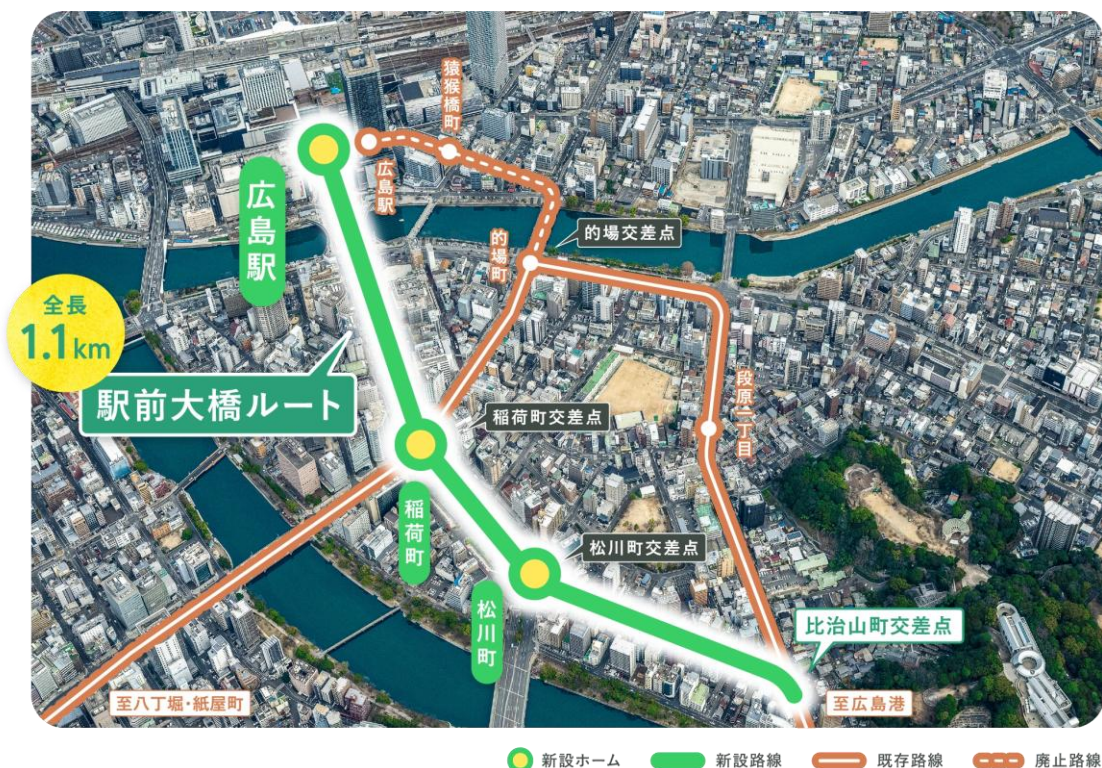 猿猴橋町
広島駅
広島駅
的場交差点
的場町
全長
1.1km
駅前大橋ルート
段原一丁目
稲荷町交差点
稲荷町
松川町交差点
松川町
比治山町交差点
至八丁堀・紙屋町
至広島港
新設ホーム
新設路線
既存路線
廃止路線